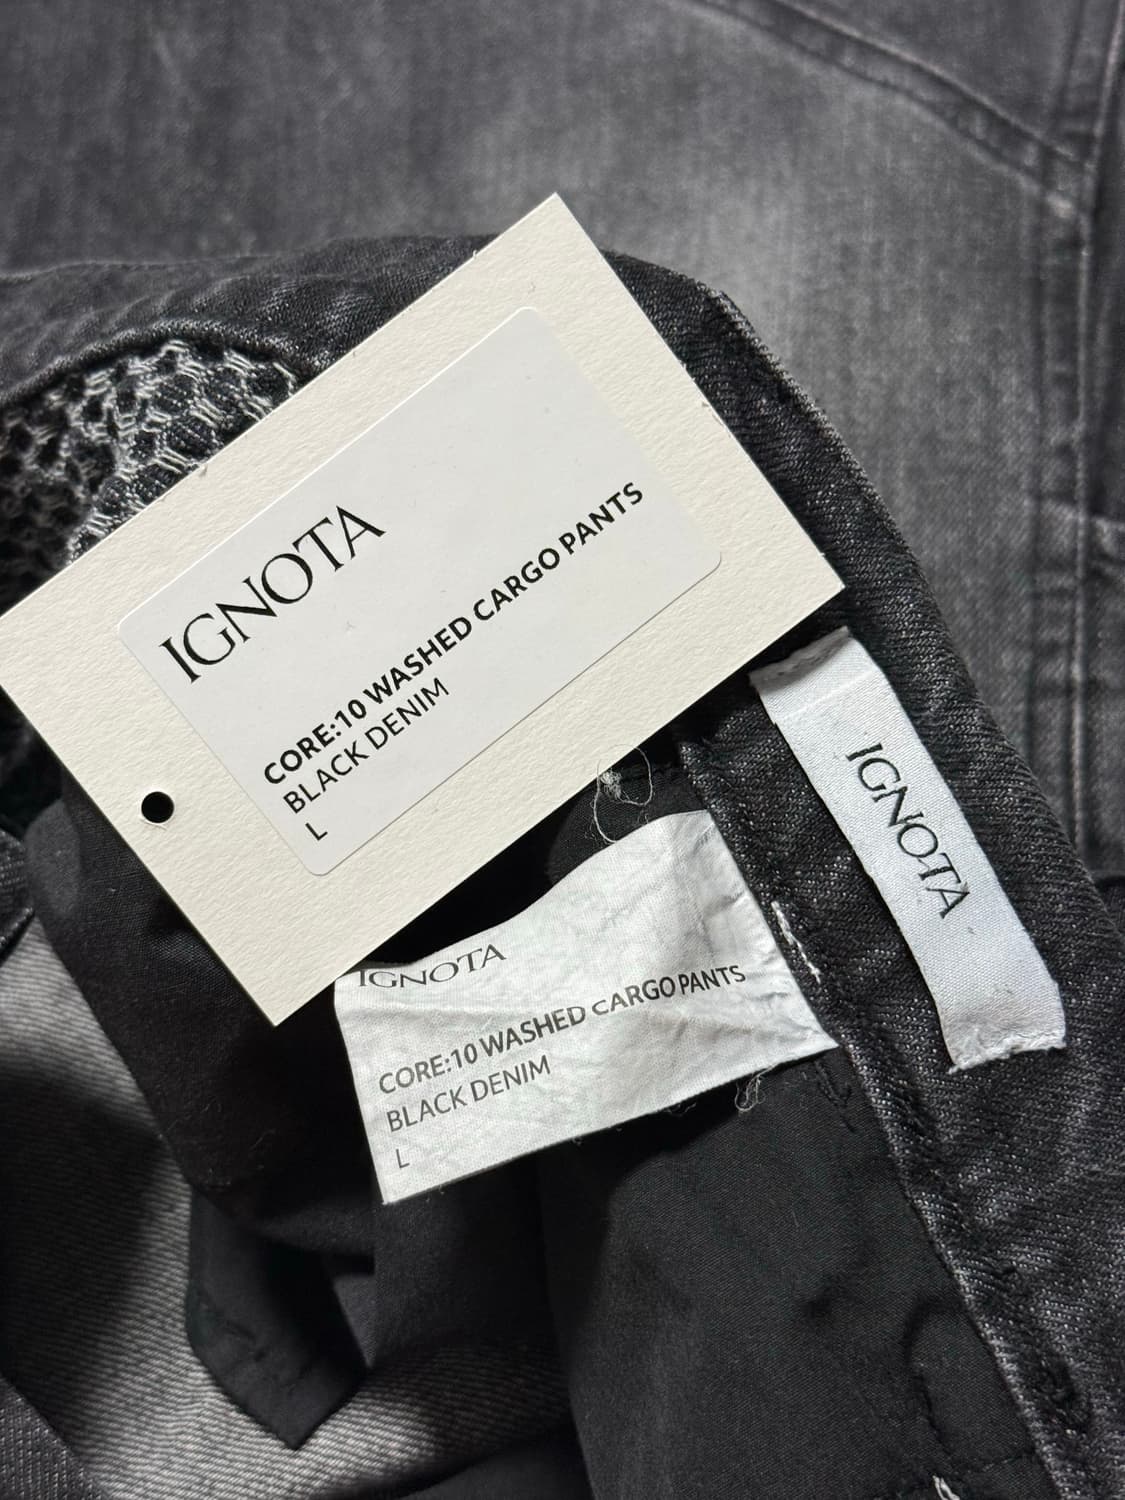 IGNOTA
CORE:10 WASHED CARGO PANTS
BLACK DENIM
L
IGNOTA
IGNOTA
CORE:10 WASHED CARGO PANTS
BLACK DENIM
L